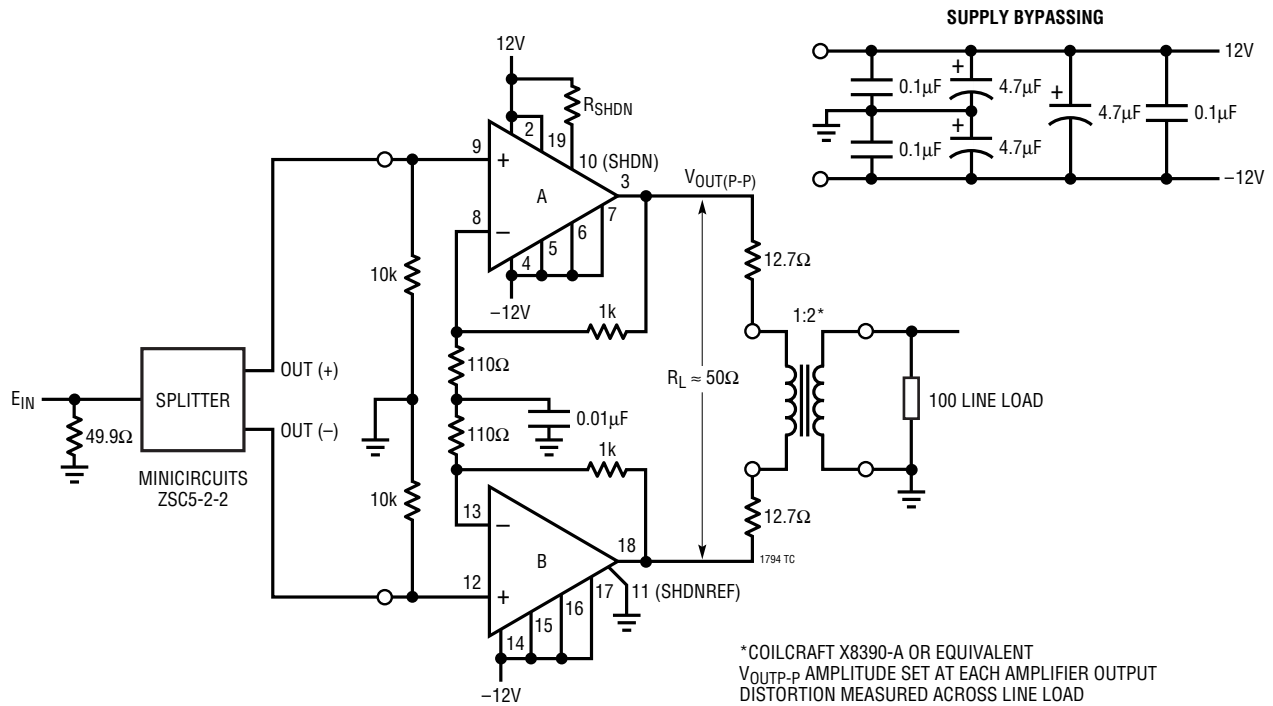 SUPPLY BYPASSING
12V
0.1µF
4.7µF
4.7µF
0.1µF
0.1µF
4.7µF
–12V
+
+
+
12V
RSHDN
2
19
10 (SHDN)
9
+
A
3
VOUT(P-P)
8
–
7
6
5
4
–12V
12.7Ω
10k
1k
1:2*
110Ω
RL ≈ 50Ω
EIN
49.9Ω
SPLITTER
OUT (+)
OUT (–)
MINICIRCUITS
ZSC5-2-2
0.01µF
110Ω
1k
100 LINE LOAD
10k
13
–
B
18
12.7Ω
1794 TC
12
+
17
11 (SHDNREF)
16
15
14
–12V
*COILCRAFT X8390-A OR EQUIVALENT
VOUTP-P AMPLITUDE SET AT EACH AMPLIFIER OUTPUT
DISTORTION MEASURED ACROSS LINE LOAD